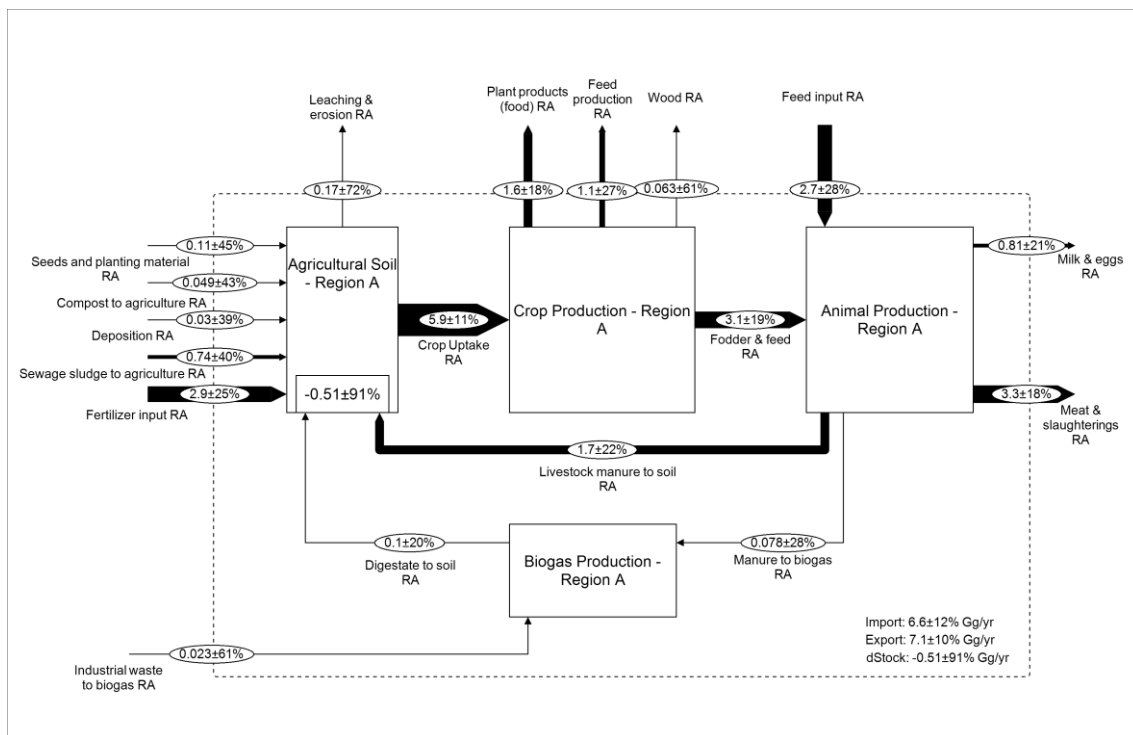 Leaching &
erosion RA
Plant products
(food) RA
Feed
production
RA
Wood RA
Feed input RA
0.17±72%
1.6±18%
1.1±27%
0.063±61%
2.7±28%
0.11±45%
Seeds and planting material
RA
0.049±43%
Compost to agriculture RA
0.03±39%
Deposition RA
0.74±40%
Sewage sludge to agriculture RA
2.9±25%
Fertilizer input RA
Agricultural Soil
- Region A
-0.51±91%
5.9±11%
Crop Uptake
RA
Crop Production - Region
A
3.1±19%
Fodder & feed
RA
Animal Production -
Region A
0.81±21%
Milk & eggs
RA
3.3±18%
Meat &
slaughterings
RA
1.7±22%
Livestock manure to soil
RA
0.1±20%
Digestate to soil
RA
Biogas Production -
Region A
0.078±28%
Manure to biogas
RA
0.023±61%
Industrial waste
to biogas RA
Import: 6.6±12% Gg/yr
Export: 7.1±10% Gg/yr
dStock: -0.51±91% Gg/yr